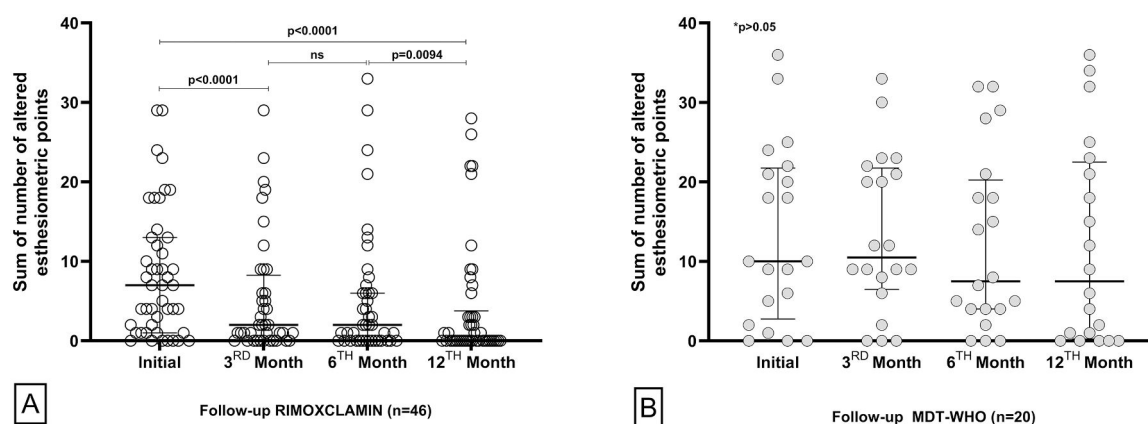 Sum of number of altered
esthesiometric points
40
30
20
10
0
p<0.0001
ns
p=0.0094
p<0.0001
Initial
3RD Month
6TH Month
12TH Month
A
Follow-up RIMOXCLAMIN (n=46)
Sum of number of altered
esthesiometric points
40
30
20
10
0
*p>0.05
Initial
3RD Month
6TH Month
12TH Month
B
Follow-up MDT-WHO (n=20)